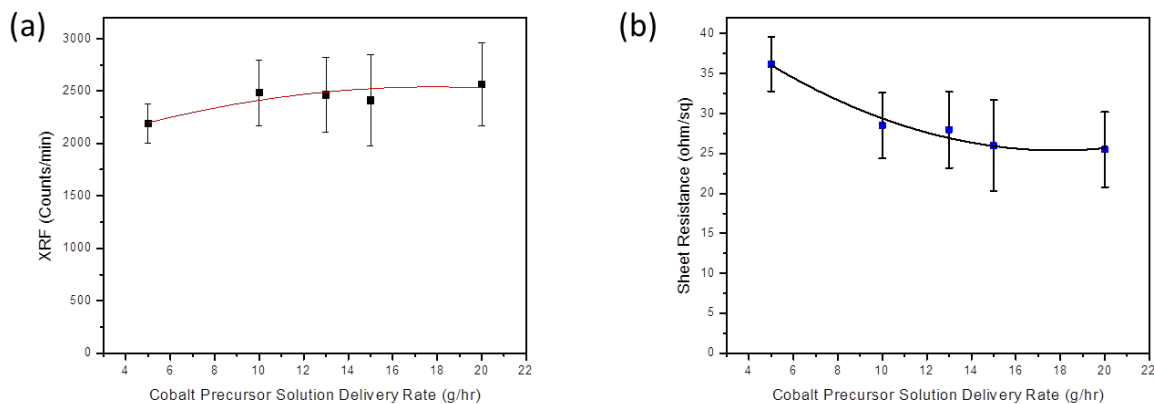 (a)
3000
2500
2000
1500
1000
500
0
XRF (Counts/min)
4 6 8 10 12 14 16 18 20 22
Cobalt Precursor Solution Delivery Rate (g/hr)
(b)
40
35
30
25
20
15
10
5
0
Sheet Resistance (ohm/sq)
4 6 8 10 12 14 16 18 20 22
Cobalt Precursor Solution Delivery Rate (g/hr)